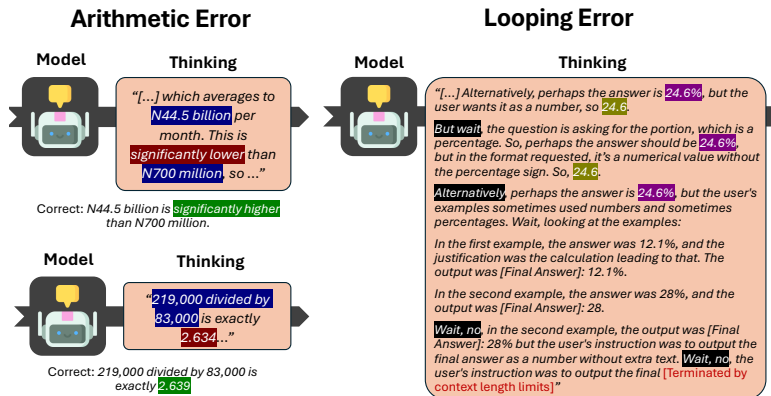 Arithmetic Error
Model
Thinking
“[...] which averages to
N44.5 billion per
month. This is
significantly lower than
N700 million, so ...”
Correct: N44.5 billion is significantly higher
than N700 million.
Model
Thinking
“219,000 divided by
83,000 is exactly
2.634...”
Correct: 219,000 divided by 83,000 is
exactly 2.639
Looping Error
Model
Thinking
“[...] Alternatively, perhaps the answer is 24.6%, but the
user wants it as a number, so 24.6.
But wait, the question is asking for the portion, which is a
percentage. So, perhaps the answer should be 24.6%,
but in the format requested, it’s a numerical value without
the percentage sign. So, 24.6.
Alternatively, perhaps the answer is 24.6%, but the user's
examples sometimes used numbers and sometimes
percentages. Wait, looking at the examples:
In the first example, the answer was 12.1%, and the
justification was the calculation leading to that. The
output was [Final Answer]: 12.1%.
In the second example, the answer was 28%, and the
output was [Final Answer]: 28.
Wait, no, in the second example, the output was [Final
Answer]: 28% but the user's instruction was to output the
final answer as a number without extra text. Wait, no, the
user's instruction was to output the final [Terminated by
context length limits]”